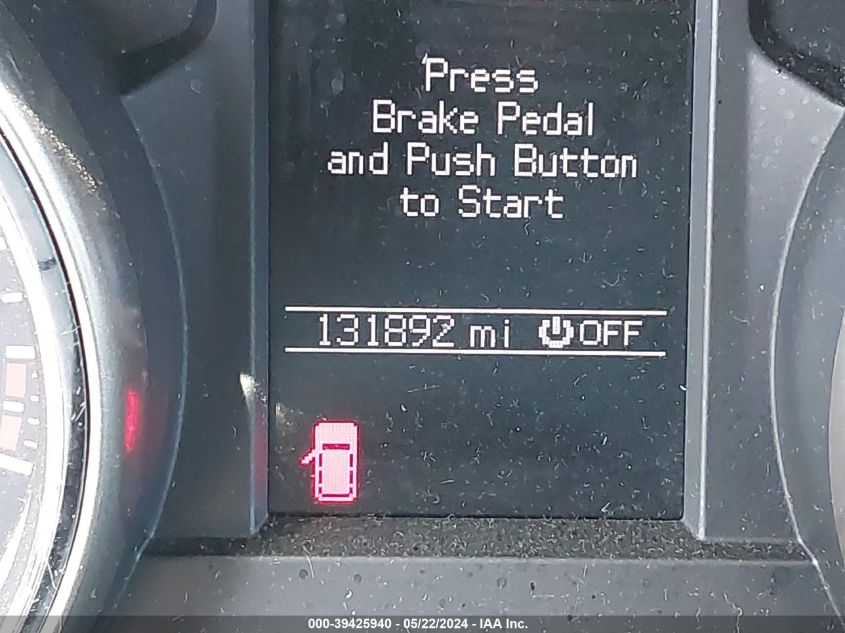 Press
Brake Pedal
and Push Button
to Start
131892 mi OFF
000-39425940 - 05/22/2024 - IAA Inc.